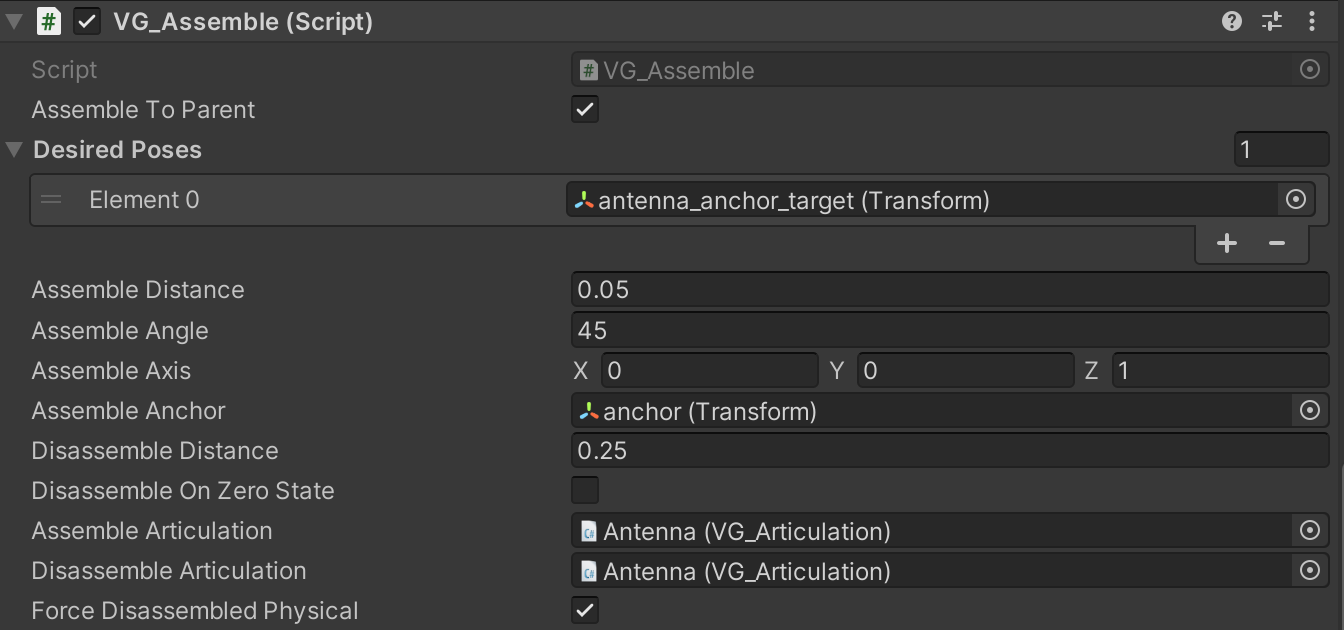 VG_Assemble (Script)
Script VG_Assemble
Assemble To Parent
Desired Poses 1
Element 0 antenna_anchor_target (Transform)
Assemble Distance 0.05
Assemble Angle 45
Assemble Axis X 0 Y 0 Z 1
Assemble Anchor anchor (Transform)
Disassemble Distance 0.25
Disassemble On Zero State
Assemble Articulation Antenna (VG_Articulation)
Disassemble Articulation Antenna (VG_Articulation)
Force Disassembled Physical